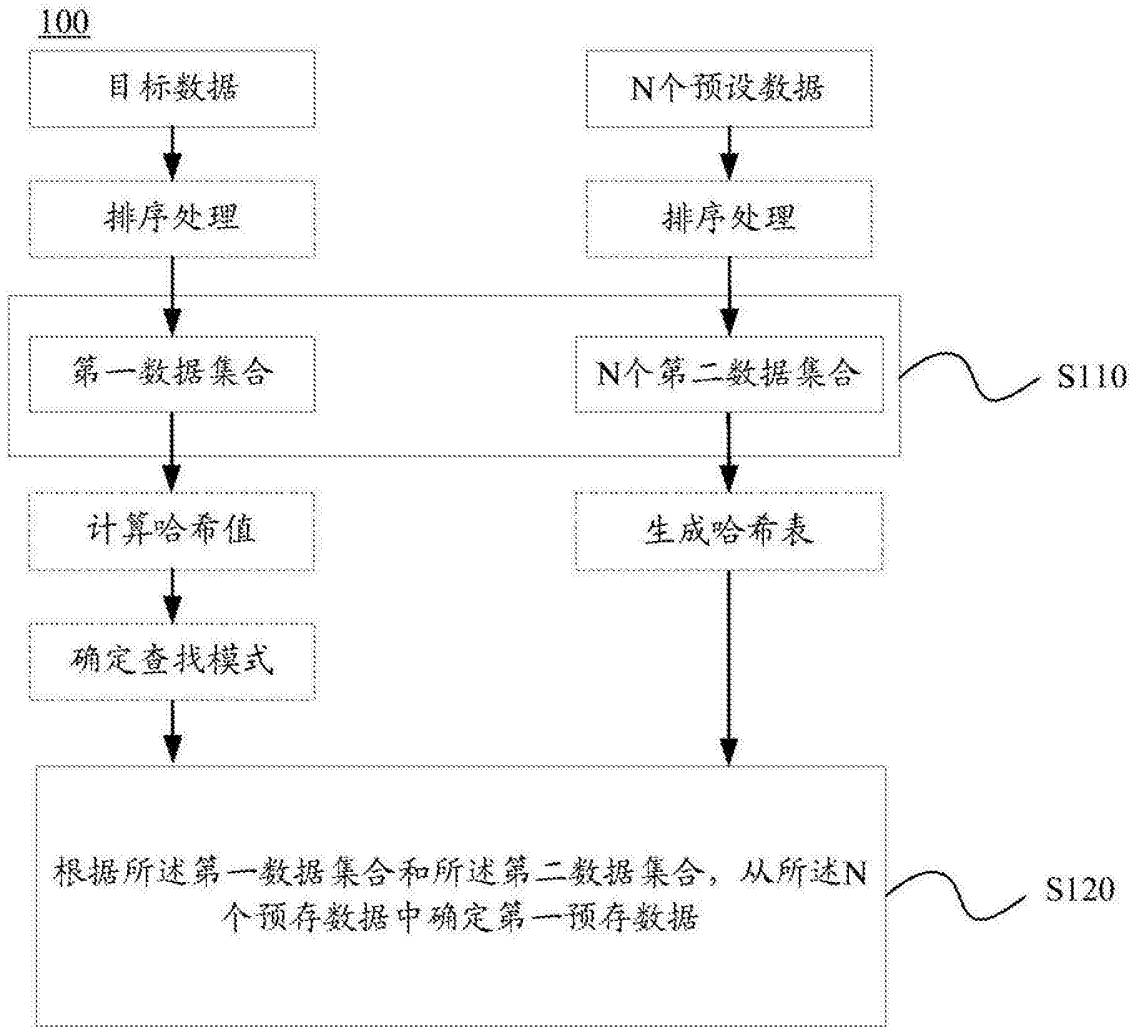 100
目标数据
N个预设数据
排序处理
排序处理
第一数据集合
N个第二数据集合
S110
计算哈希值
生成哈希表
确定查找模式
根据所述第一数据集合和所述第二数据集合，从所述N
个预存数据中确定第一预存数据
S120